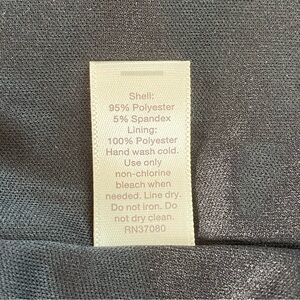 Shell:
95% Polyester
5% Spandex
Lining:
100% Polyester
Hand wash cold.
Use only
non-chlorine
bleach when
needed. Line dry.
Do not iron. Do
not dry clean.
RN37080